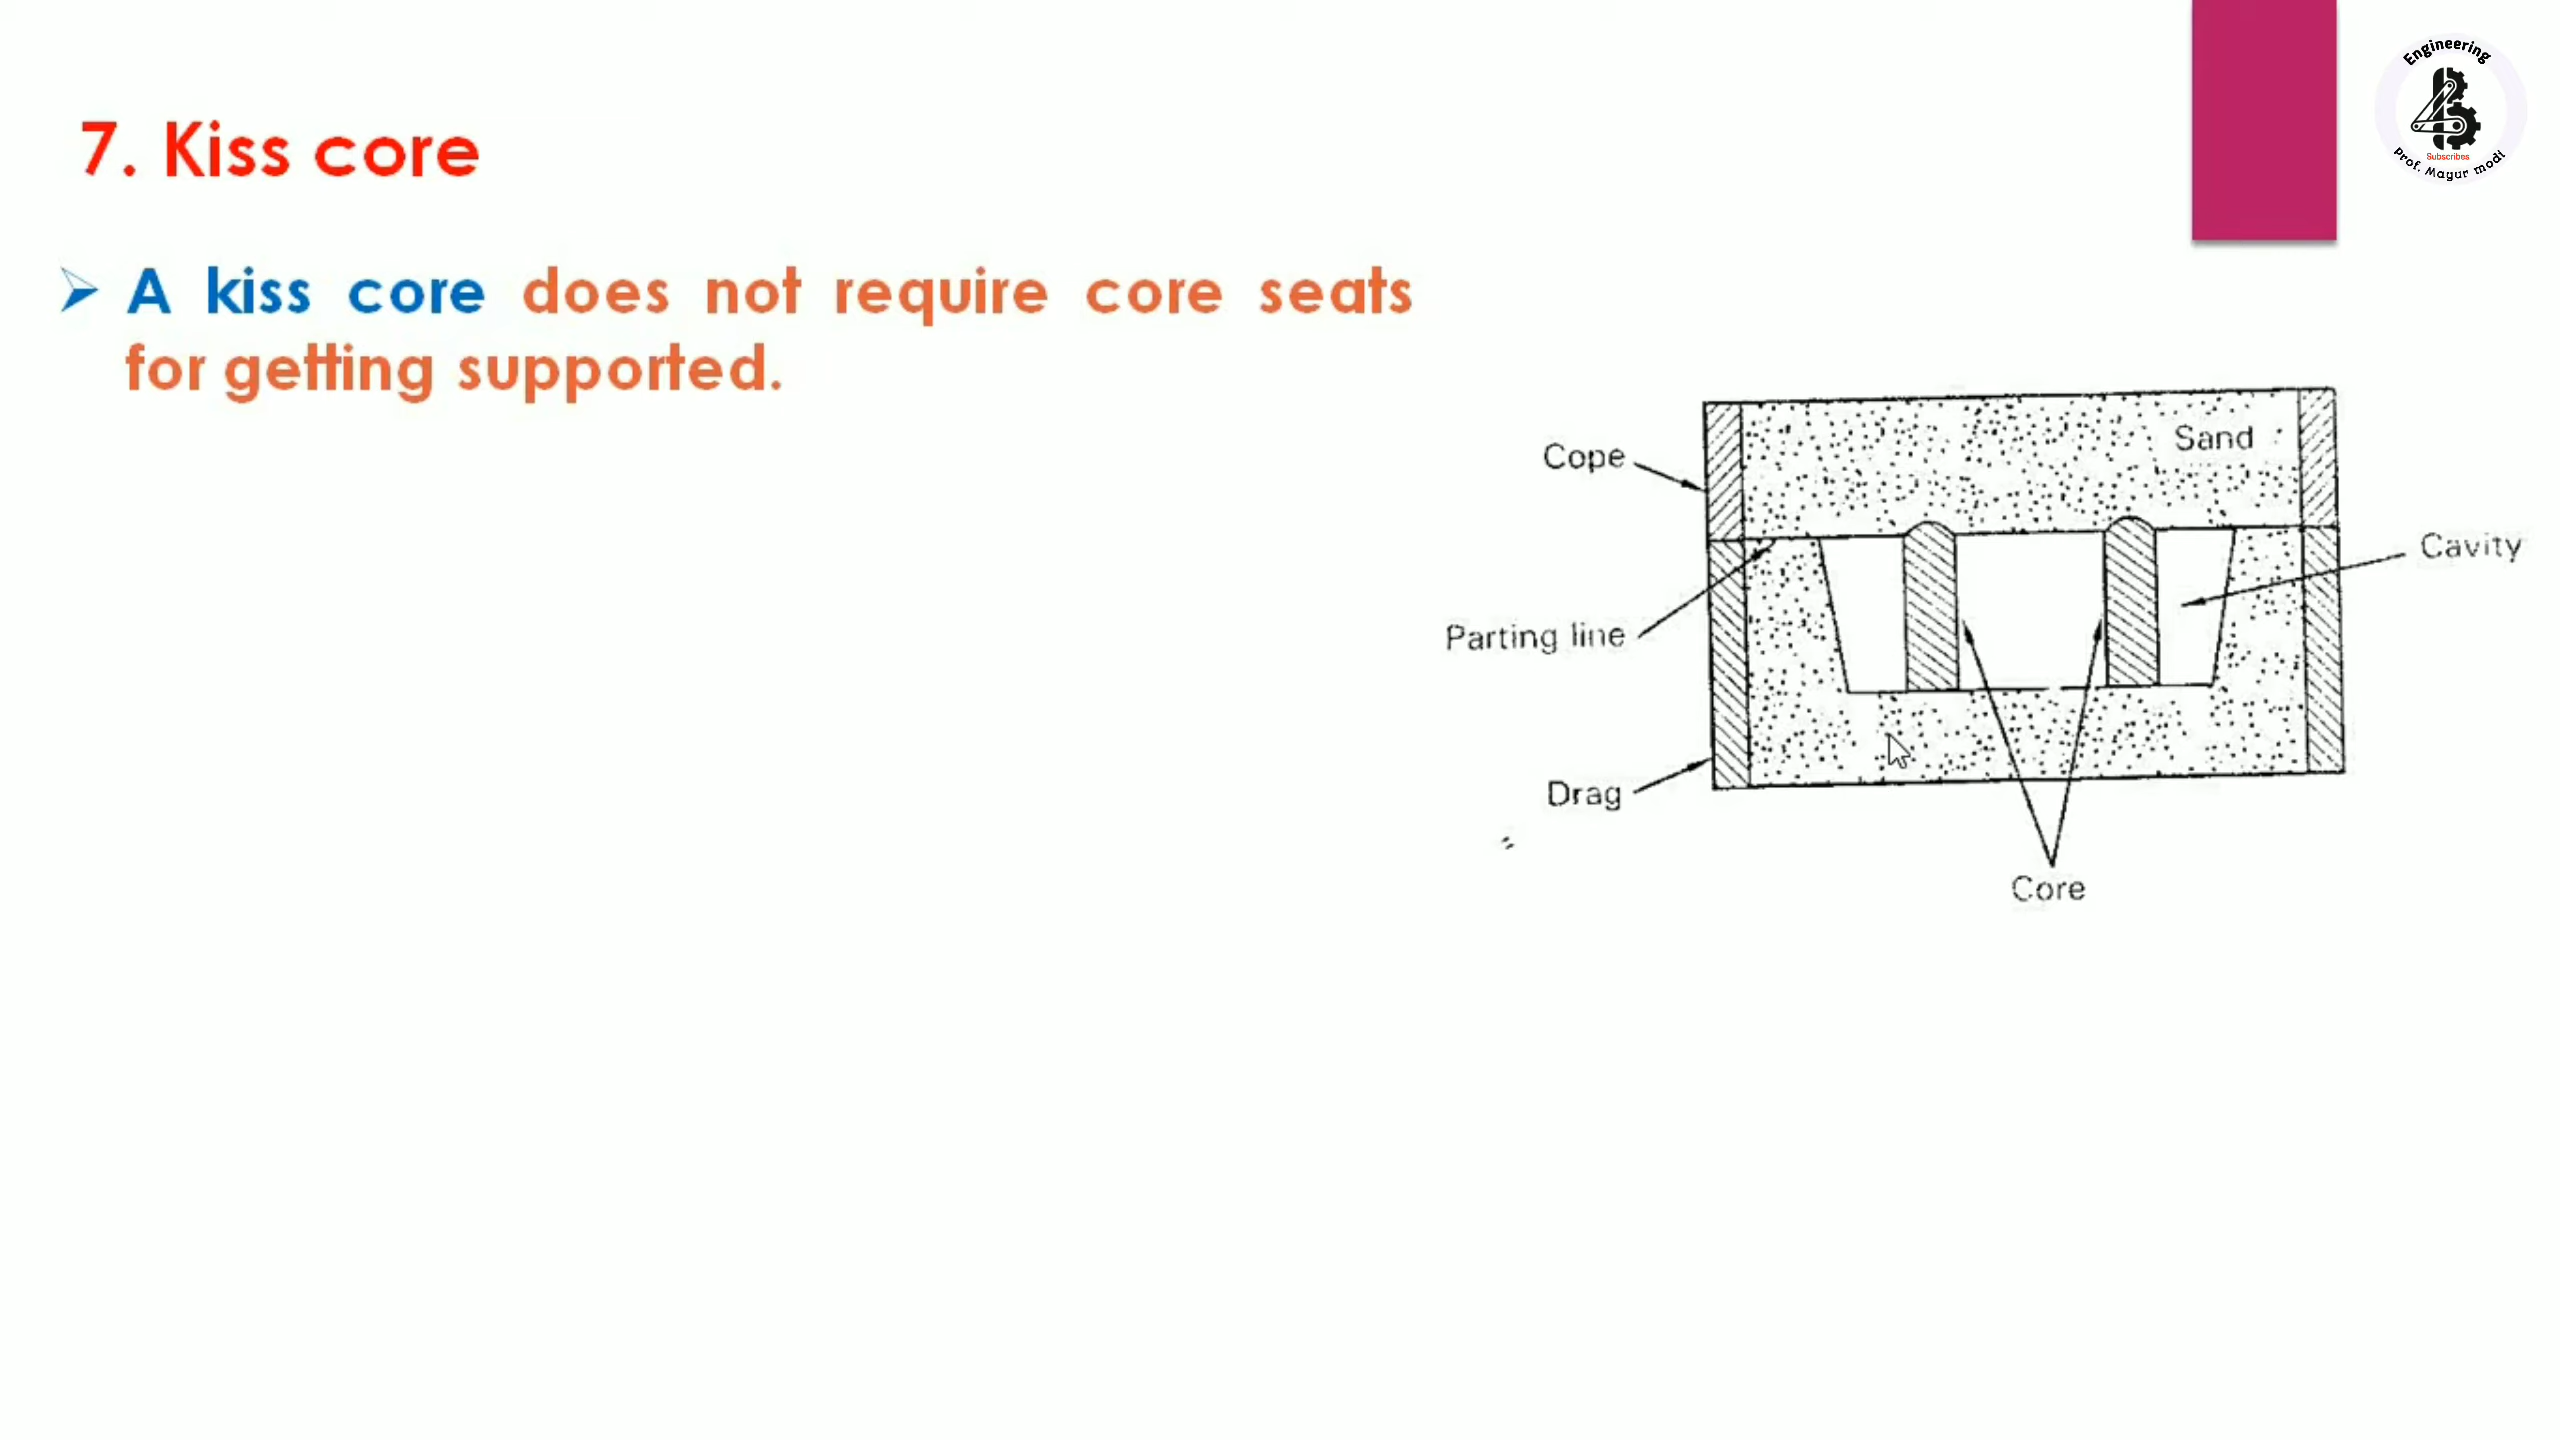 Engineering
Subscribes
Prof. Mayur modi
7. Kiss core
A kiss core does not require core seats
for getting supported.
Sand
Cope
Cavity
Parting line
Drag
Core